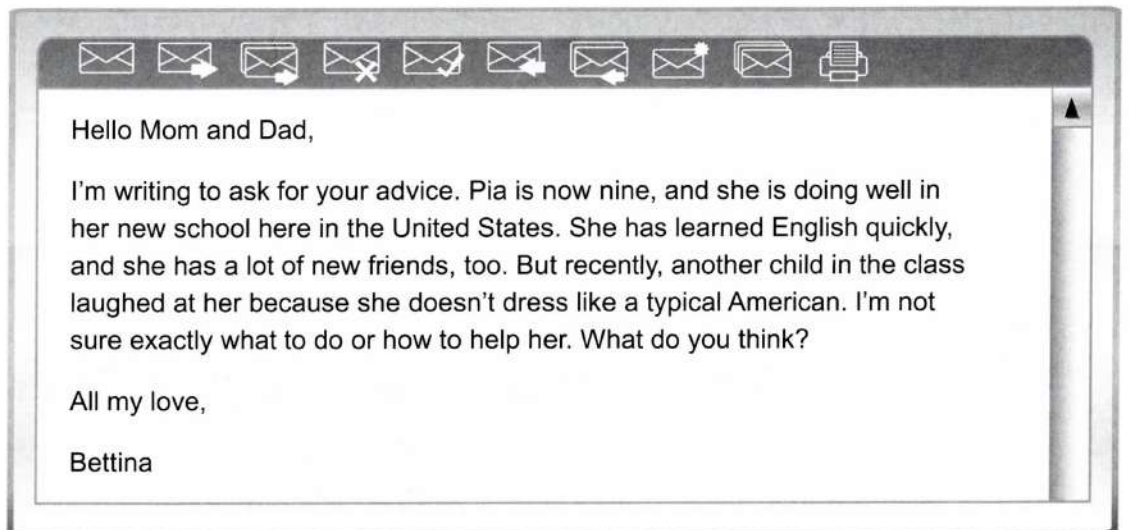 Hello Mom and Dad,
I'm writing to ask for your advice. Pia is now nine, and she is doing well in
her new school here in the United States. She has learned English quickly,
and she has a lot of new friends, too. But recently, another child in the class
laughed at her because she doesn't dress like a typical American. I'm not
sure exactly what to do or how to help her. What do you think?
All my love,
Bettina